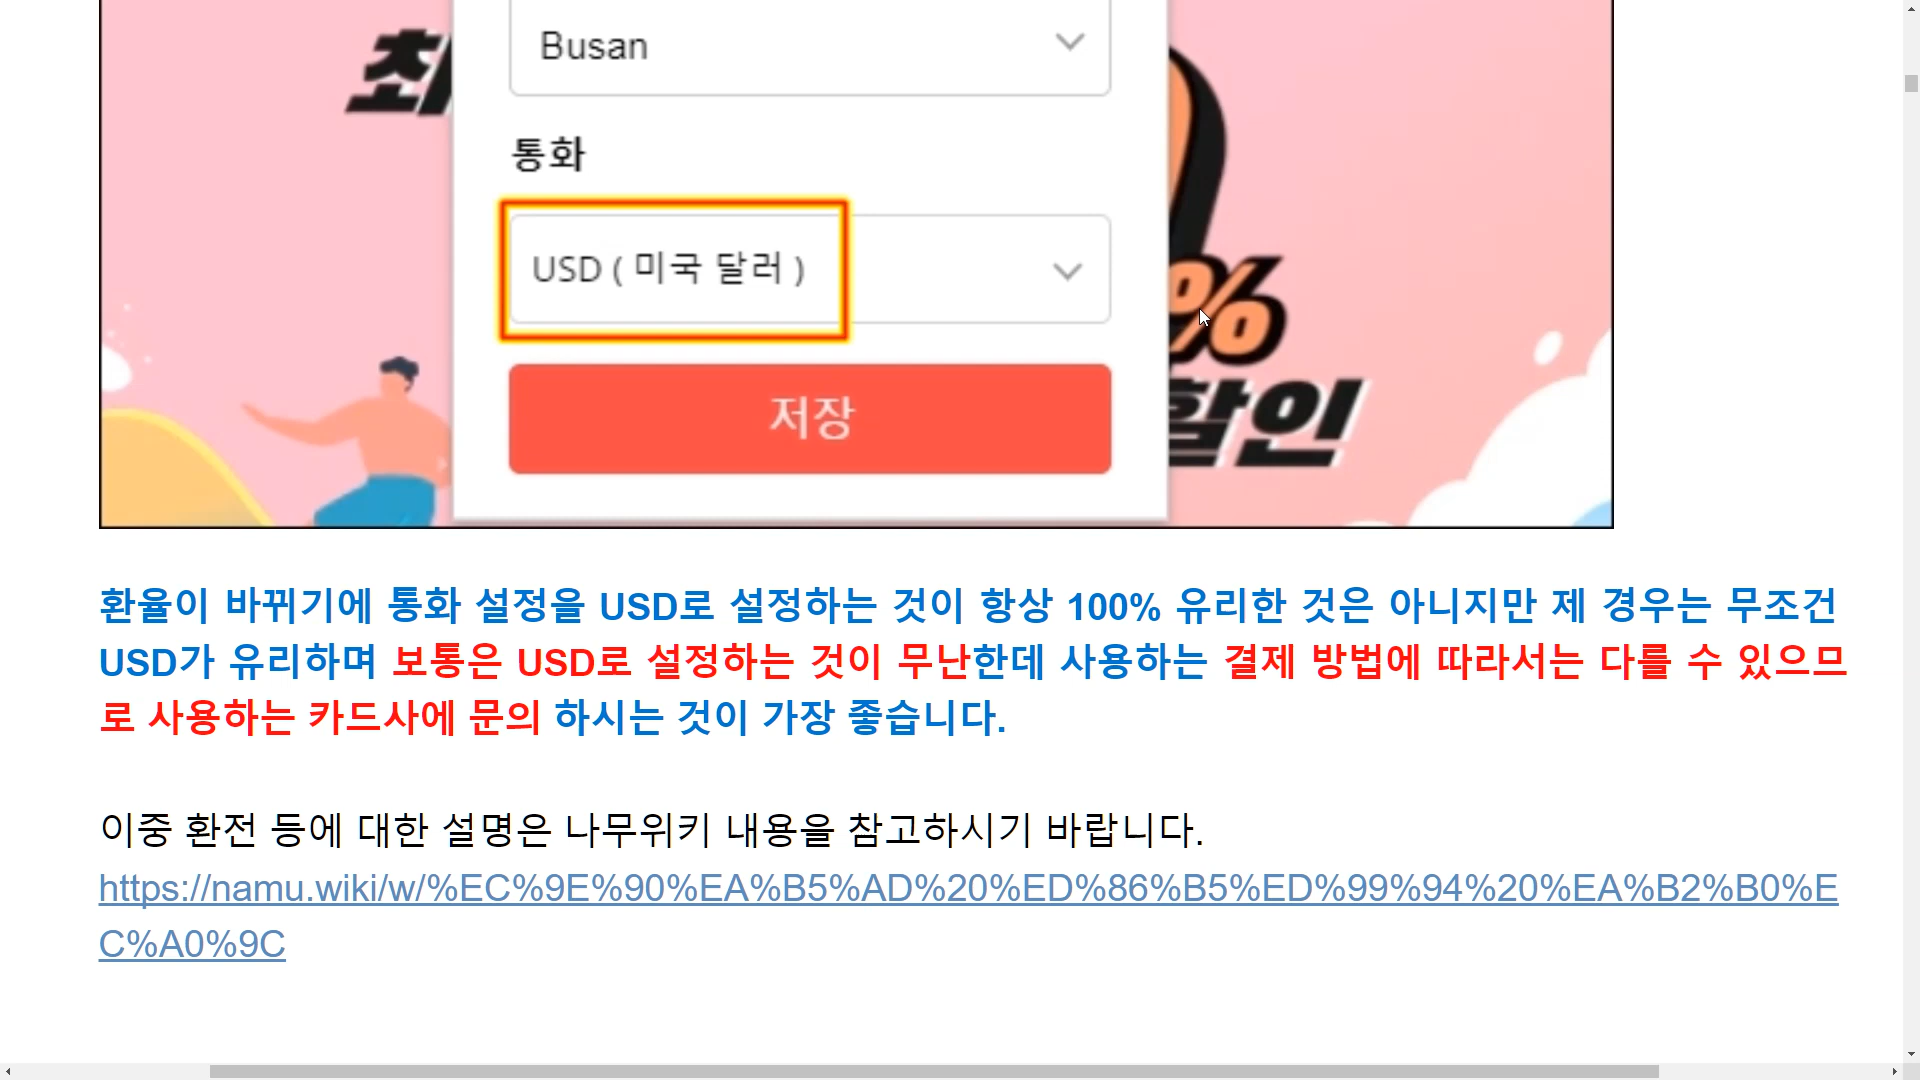 Busan
통화
USD ( 미국 달러 )
%
저장
할인
환율이 바뀌기에 통화 설정을 USD로 설정하는 것이 항상 100% 유리한 것은 아니지만 제 경우는 무조건
USD가 유리하며 보통은 USD로 설정하는 것이 무난한데 사용하는 결제 방법에 따라서는 다를 수 있으므
로 사용하는 카드사에 문의 하시는 것이 가장 좋습니다.
이중 환전 등에 대한 설명은 나무위키 내용을 참고하시기 바랍니다.
https://namu.wiki/w/%EC%9E%90%EA%B5%AD%20%ED%86%B5%ED%99%94%20%EA%B2%B0%E
C%A0%9C